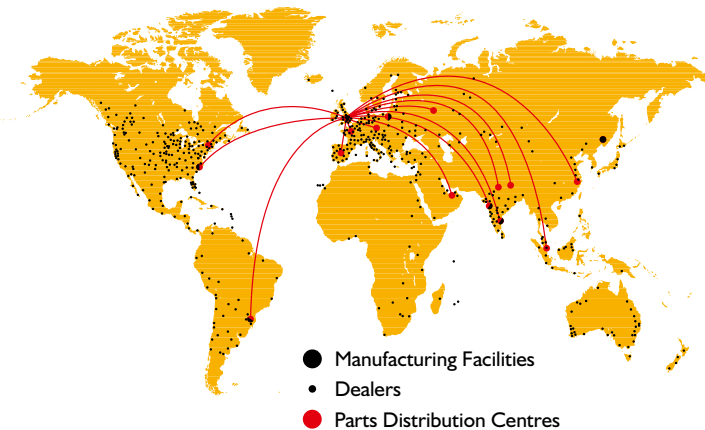 Manufacturing Facilities
Dealers
Parts Distribution Centres